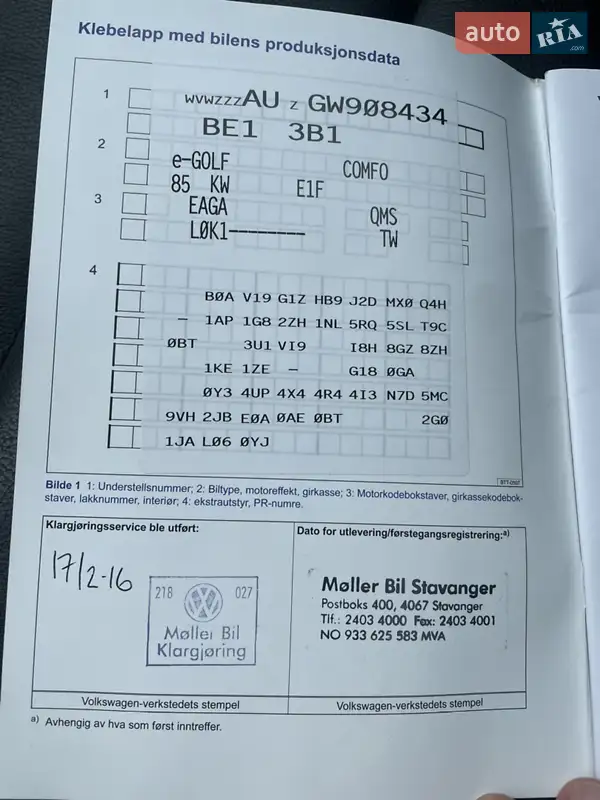 auto RIA .com
Klebelapp med bilens produksjonsdata
1
WVWZZZAU Z GW908434
BE1 3B1
2
e-GOLF COMFO
85 KW E1F
3
EAGA QMS
LØK1-------- TW
4
BØA V19 G1Z HB9 J2D MXØ Q4H
- 1AP 1G8 2ZH 1NL 5RQ 5SL T9C
ØBT 3U1 VI9 I8H 8GZ 8ZH
1KE 1ZE - G18 ØGA
ØY3 4UP 4X4 4R4 4I3 N7D 5MC
9VH 2JB EØA ØAE ØBT 2GØ
1JA LØ6 ØYJ
Bilde 1 1: Understellsnummer; 2: Biltype, motoreffekt, girkasse; 3: Motorkodebokstaver, girkassekodebok-
staver, lakknummer, interiør; 4: ekstrautstyr, PR-numre.
Klargjøringsservice ble utført:
17/2-16
218 027
Møller Bil
Klargjøring
Volkswagen-verkstedets stempel
Dato for utlevering/førstegangsregistrering:a)
Møller Bil Stavanger
Postboks 400, 4067 Stavanger
Tlf.: 2403 4000 Fax: 2403 4001
NO 933 625 583 MVA
Volkswagen-verkstedets stempel
a) Avhengig av hva som først inntreffer.